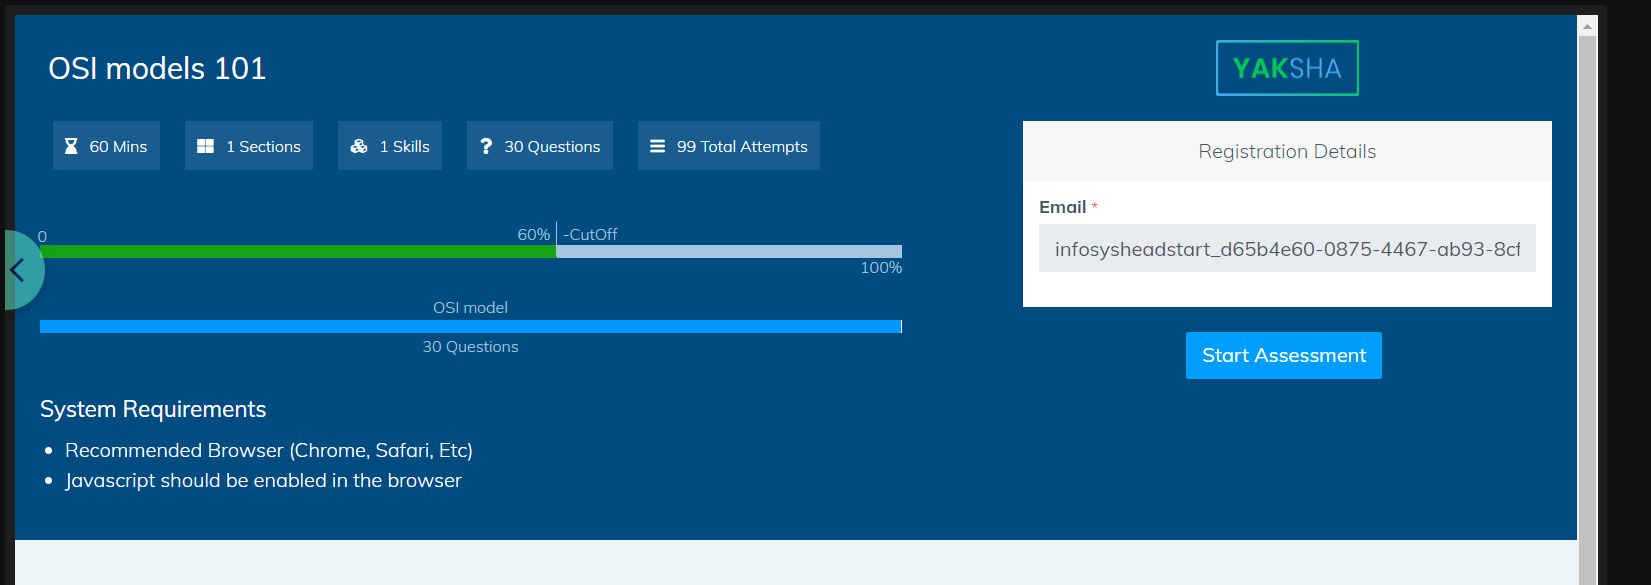 OSI models 101
YAKSHA
60 Mins
1 Sections
1 Skills
30 Questions
99 Total Attempts
Registration Details
Email *
infosysheadstart_d65b4e60-0875-4467-ab93-8cf
0
60%
-CutOff
100%
OSI model
30 Questions
Start Assessment
System Requirements
Recommended Browser (Chrome, Safari, Etc)
Javascript should be enabled in the browser